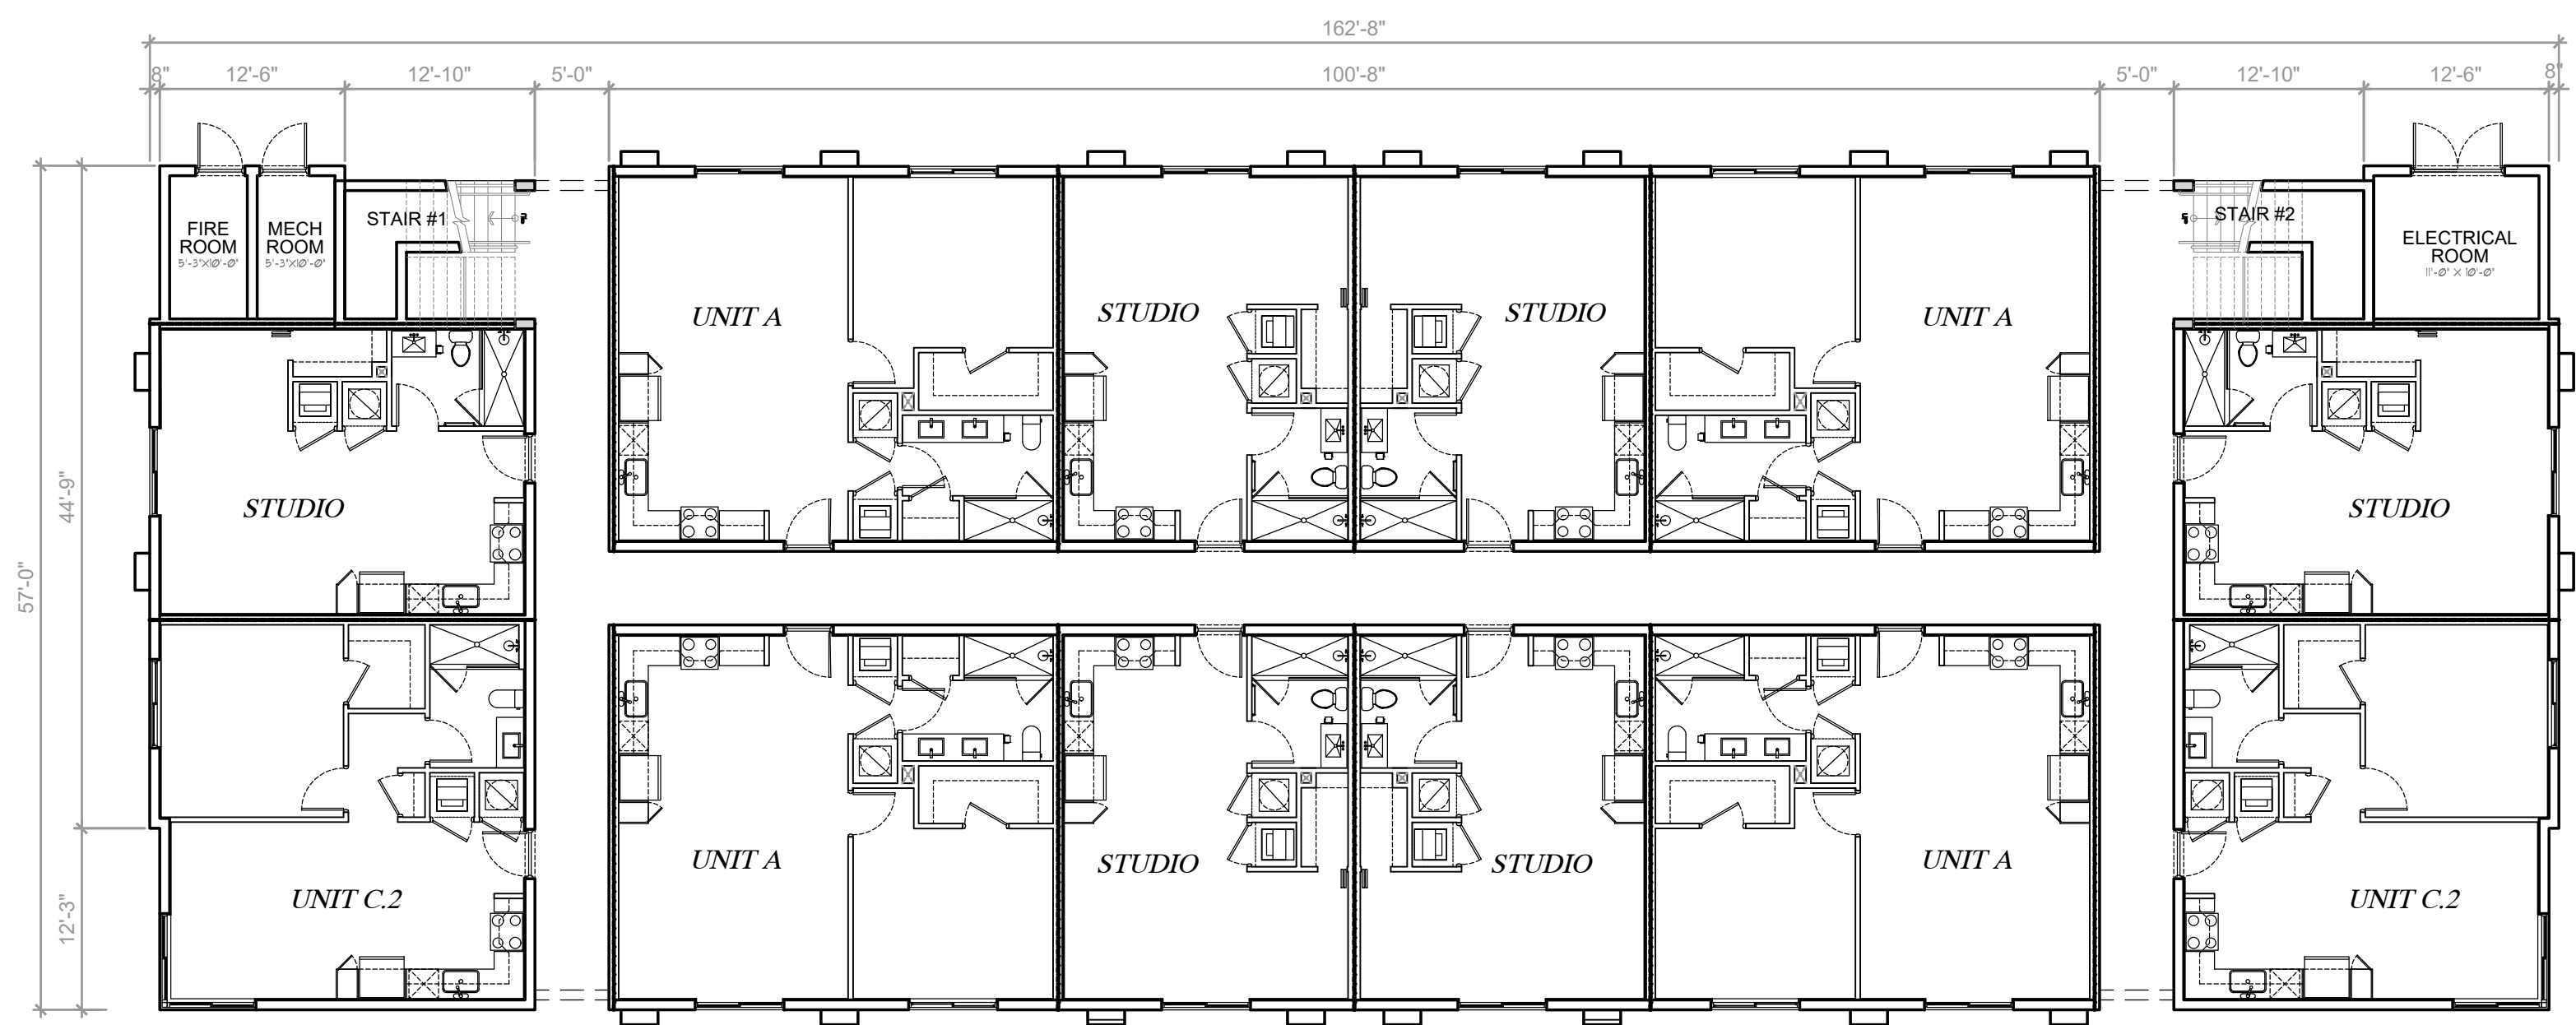 162'-8"
8"
12'-6"
12'-10"
5'-0"
100'-8"
5'-0"
12'-10"
12'-6"
8"
FIRE
ROOM
5'-3"X10'-0"
MECH
ROOM
5'-3"X10'-0"
STAIR #1
STAIR #2
ELECTRICAL
ROOM
11'-0" X 10'-0"
UNIT A
STUDIO
STUDIO
UNIT A
57'-0"
44'-9"
STUDIO
STUDIO
12'-3"
UNIT C.2
UNIT A
STUDIO
STUDIO
UNIT A
UNIT C.2